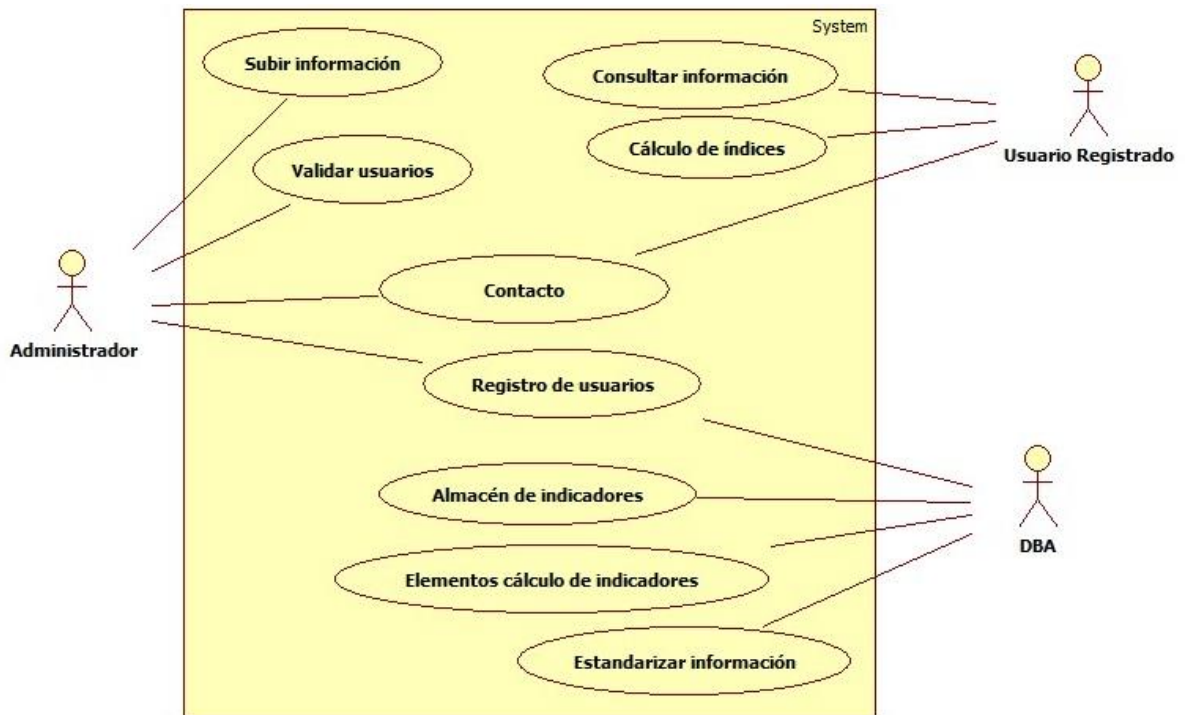 System
Subir información
Consultar información
Cálculo de índices
Usuario Registrado
Validar usuarios
Contacto
Administrador
Registro de usuarios
Almacén de indicadores
DBA
Elementos cálculo de indicadores
Estandarizar información